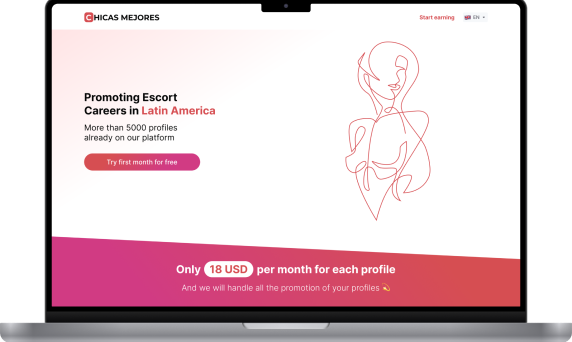 CHICAS MEJORES
Start earning
EN
Promoting Escort
Careers in Latin America
More than 5000 profiles
already on our platform
Try first month for free
Only 18 USD per month for each profile
And we will handle all the promotion of your profiles 💫